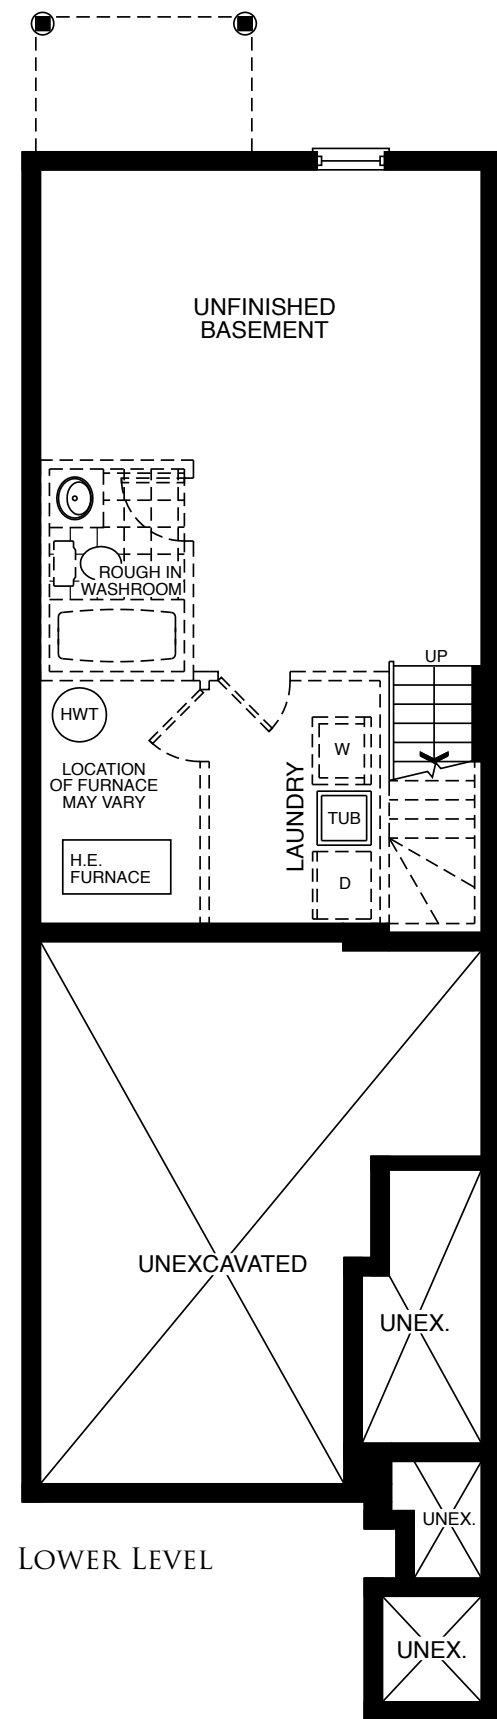 UNFINISHED
BASEMENT
ROUGH IN
WASHROOM
UP
HWT
W
LOCATION
OF FURNACE
MAY VARY
LAUNDRY
TUB
H.E.
FURNACE
D
UNEXCAVATED
UNEX.
UNEX.
LOWER LEVEL
UNEX.